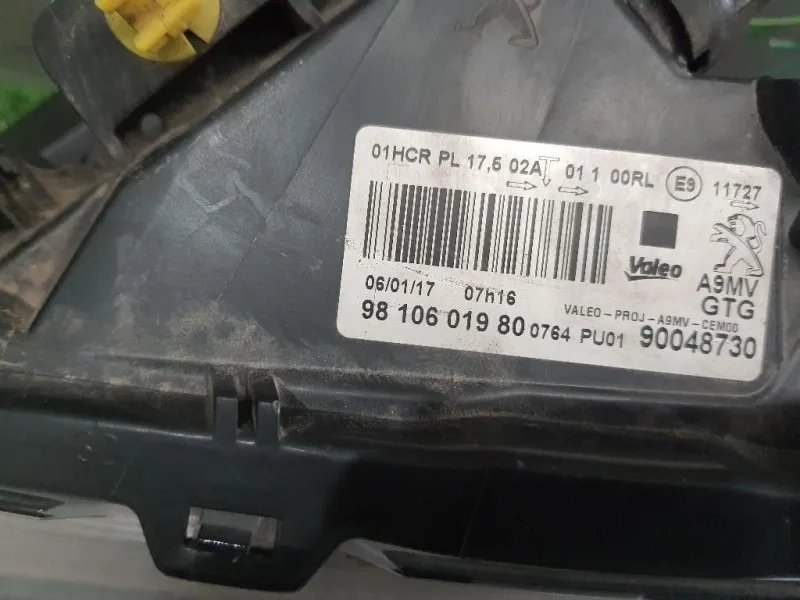 01HCR PL 17,5 02A 01 1 00RL E9 11727
Valeo
A9MV
GTG
06/01/17 07h16
VALEO-PROJ-A9MV-CEM00
98 106 019 80 0764 PU01 90048730